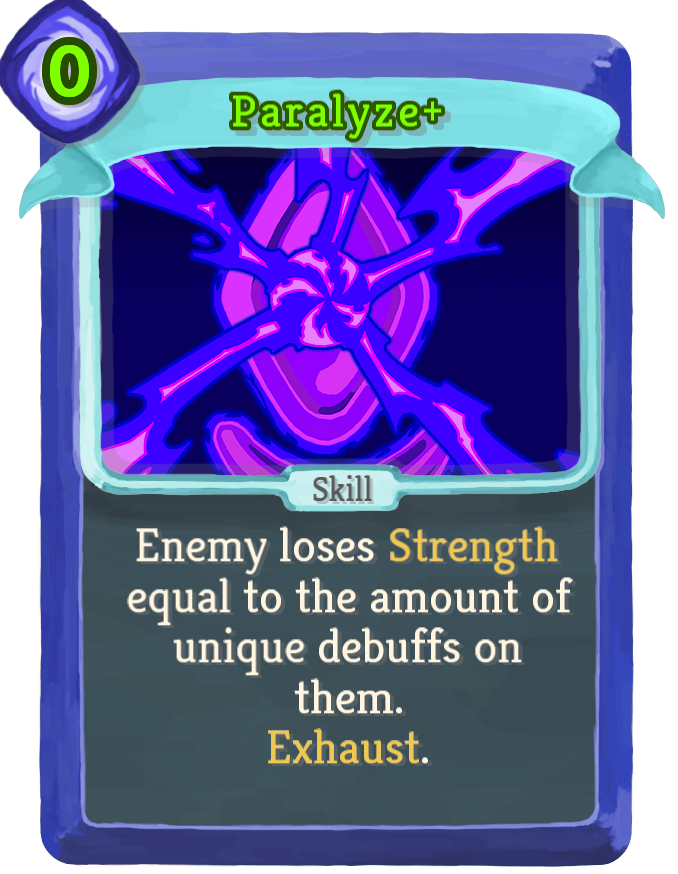 0
Paralyze+
Skill
Enemy loses Strength
equal to the amount of
unique debuffs on
them.
Exhaust.